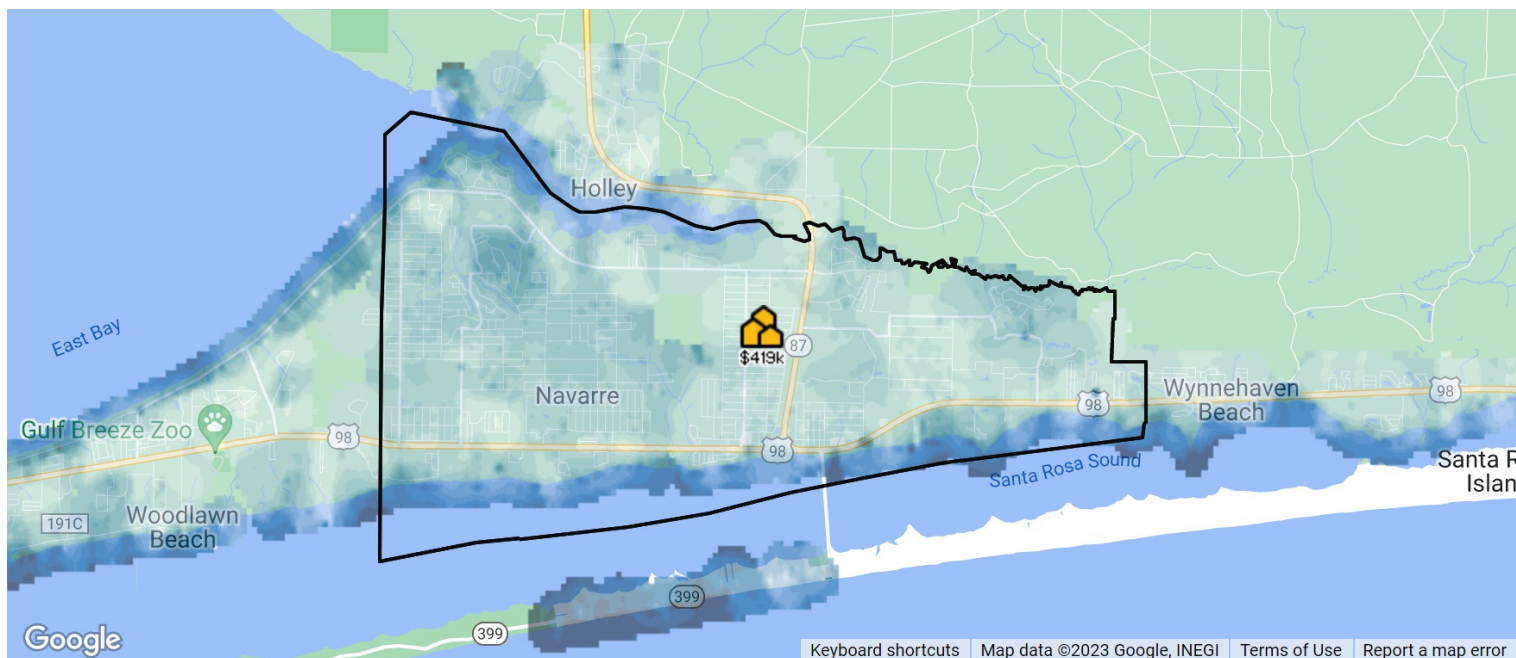 Holley
East Bay
$419k
87
Navarre
Wynnehaven
Beach
98
98
Gulf Breeze Zoo
98
98
Santa Rosa Sound
Santa R
Islan
191C
Woodlawn
Beach
399
399
Google
Keyboard shortcuts
Map data ©2023 Google, INEGI
Terms of Use
Report a map error